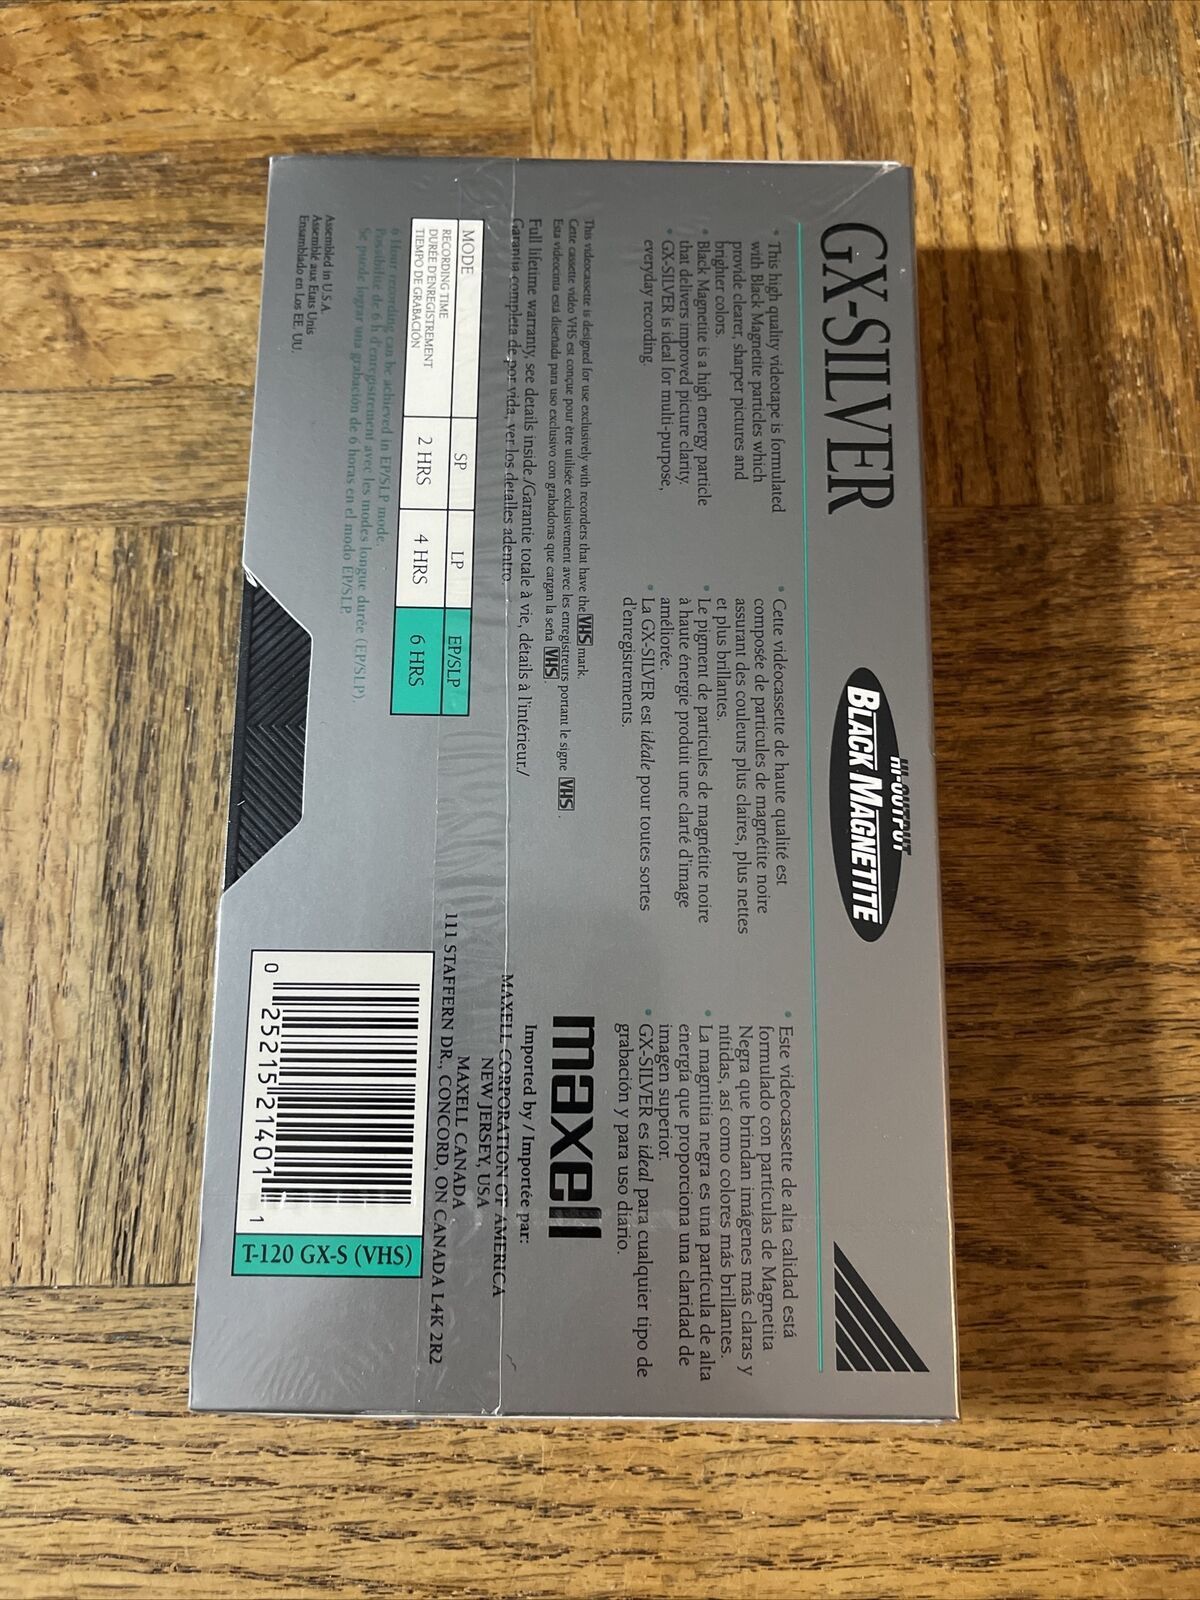 GX-SILVER
HI-OUTPUT
BLACK MAGNETITE
• This high quality videotape is formulated
with Black Magnetite particles which
provide clearer, sharper pictures and
brighter colors.
• Black Magnetite is a high energy particle
that delivers improved picture clarity.
• GX-SILVER is ideal for multi-purpose,
everyday recording.
• Cette vidéocassette de haute qualité est
composée de particules de magnétite noire
assurant des couleurs plus claires, plus nettes
et plus brillantes.
• Le pigment de particules de magnétite noire
à haute énergie produit une clarté d'image
améliorée.
• La GX-SILVER est idéale pour toutes sortes
d'enregistrements.
• Este videocassette de alta calidad está
formulado con partículas de Magnetita
Negra que brindan imágenes más claras y
nítidas, así como colores más brillantes.
• La magntitia negra es una partícula de alta
energía que proporciona una claridad de
imagen superior.
• GX-SILVER es ideal para cualquier tipo de
grabación y para uso diario.
This videocassette is designed for use exclusively with recorders that have the VHS mark.
Cette cassette video VHS est conçue pour être utilisée exclusivement avec les enregistreurs portant le signe VHS.
Esta videocinta está diseñada para uso exclusivo con grabadoras que cargan la seña VHS.
Full lifetime warranty, see details inside./Garantie totale à vie, détails à l'intérieur./
Garantía completa de por vida, ver los detalles adentro.
MODE SP LP EP/SLP
RECORDING TIME
DURÉE D'ENREGISTREMENT
TIEMPO DE GRABACIÓN
2 HRS 4 HRS 6 HRS
6 Hour recording can be achieved in EP/SLP mode.
Possibilité de 6 h d'enregistrement avec les modes longue durée (EP/SLP).
Se puede lograr una grabación de 6 horas en el modo EP/SLP.
Assembled in U.S.A.
Assemblé aux Etats Unis
Ensamblado en Los EE. UU.
maxell
Imported by / Importée par:
MAXELL CORPORATION OF AMERICA
NEW JERSEY, USA
MAXELL CANADA
111 STAFFERN DR., CONCORD, ON CANADA L4K 2R2
0 25215 21401 1
T-120 GX-S (VHS)